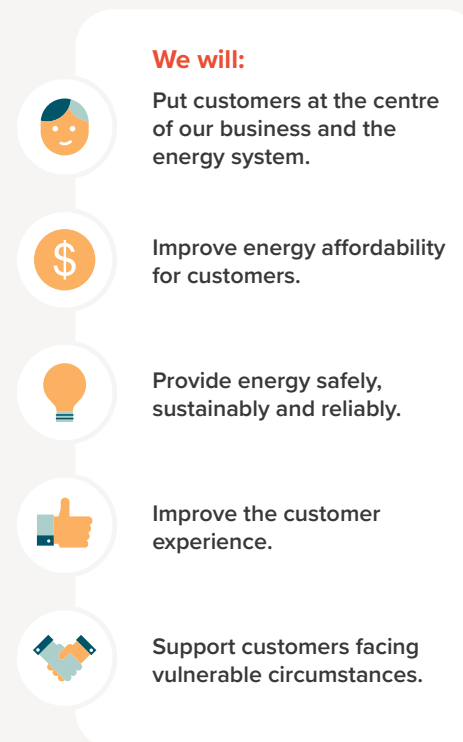 We will:
Put customers at the centre
of our business and the
energy system.
$
Improve energy affordability
for customers.
Provide energy safely,
sustainably and reliably.
Improve the customer
experience.
Support customers facing
vulnerable circumstances.